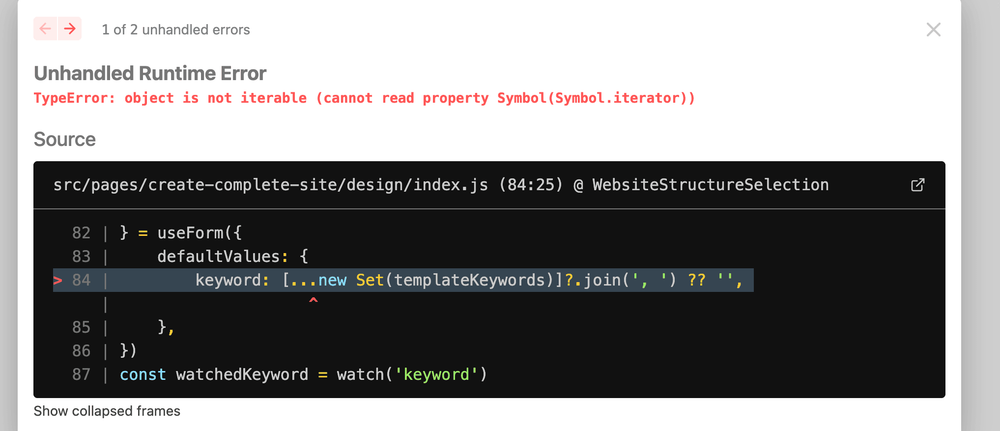 1 of 2 unhandled errors
Unhandled Runtime Error
TypeError: object is not iterable (cannot read property Symbol(Symbol.iterator))
Source
src/pages/create-complete-site/design/index.js (84:25) @ WebsiteStructureSelection
82 | } = useForm({
83 |     defaultValues: {
> 84 |         keyword: [...new Set(templateKeywords)]?.join(', ') ?? '',
|                     ^
85 |     },
86 | })
87 | const watchedKeyword = watch('keyword')
Show collapsed frames